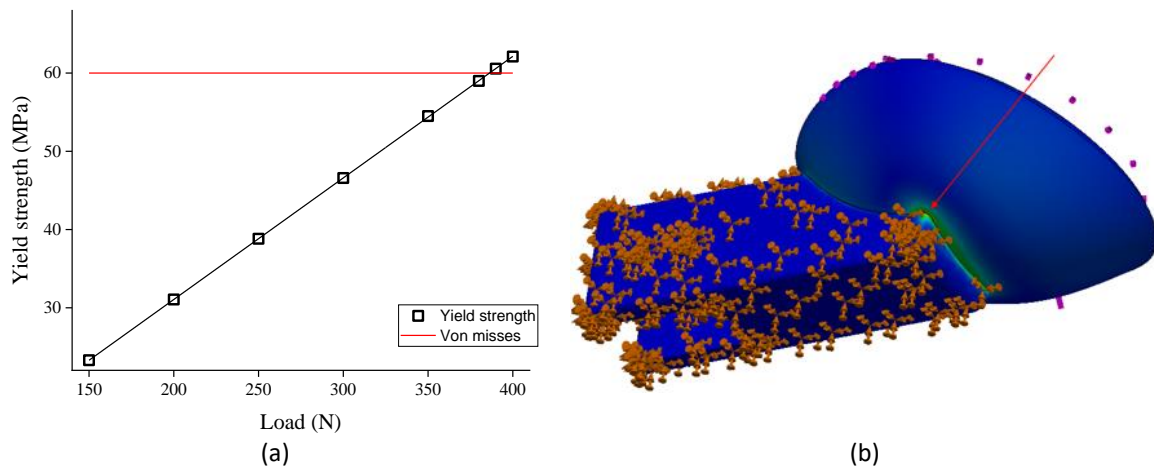 Yield strength (MPa)
60
50
40
30
150
200
250
300
350
400
Load (N)
Yield strength
Von misses
(a)
(b)